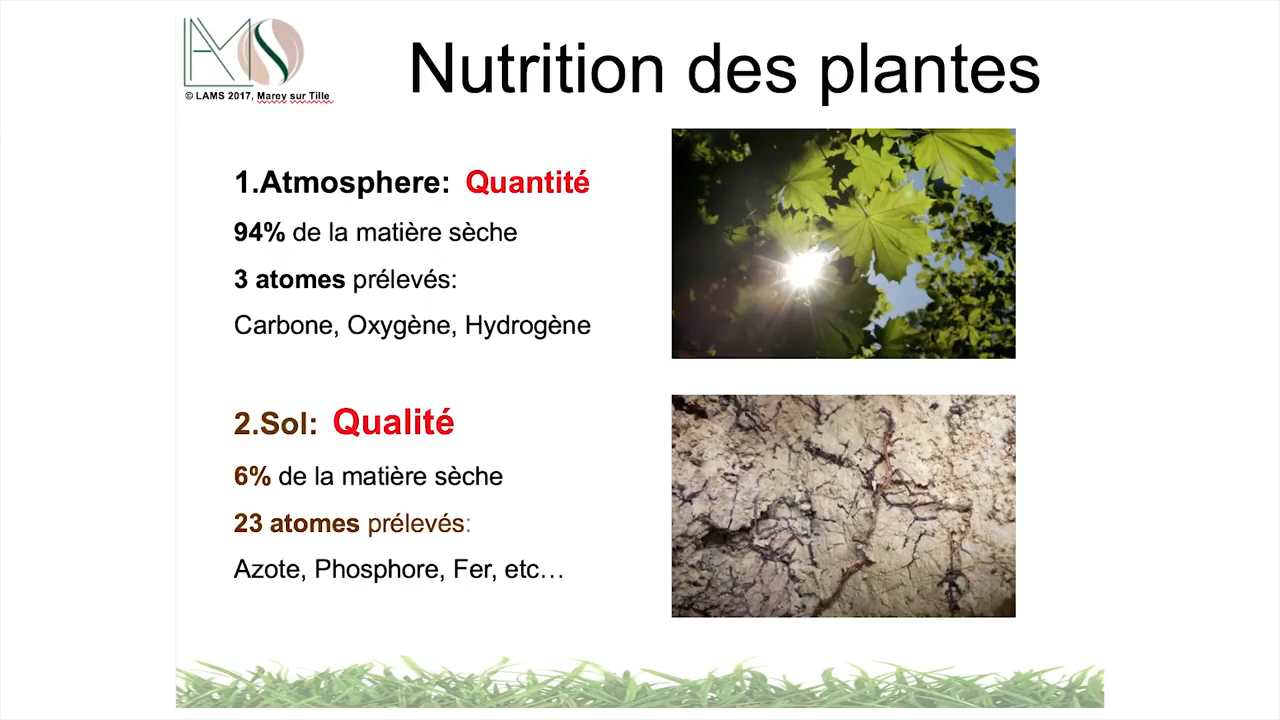 LAMS
© LAMS 2017, Marey sur Tille
Nutrition des plantes
1.Atmosphere: Quantité
94% de la matière sèche
3 atomes prélevés:
Carbone, Oxygène, Hydrogène
2.Sol: Qualité
6% de la matière sèche
23 atomes prélevés:
Azote, Phosphore, Fer, etc…